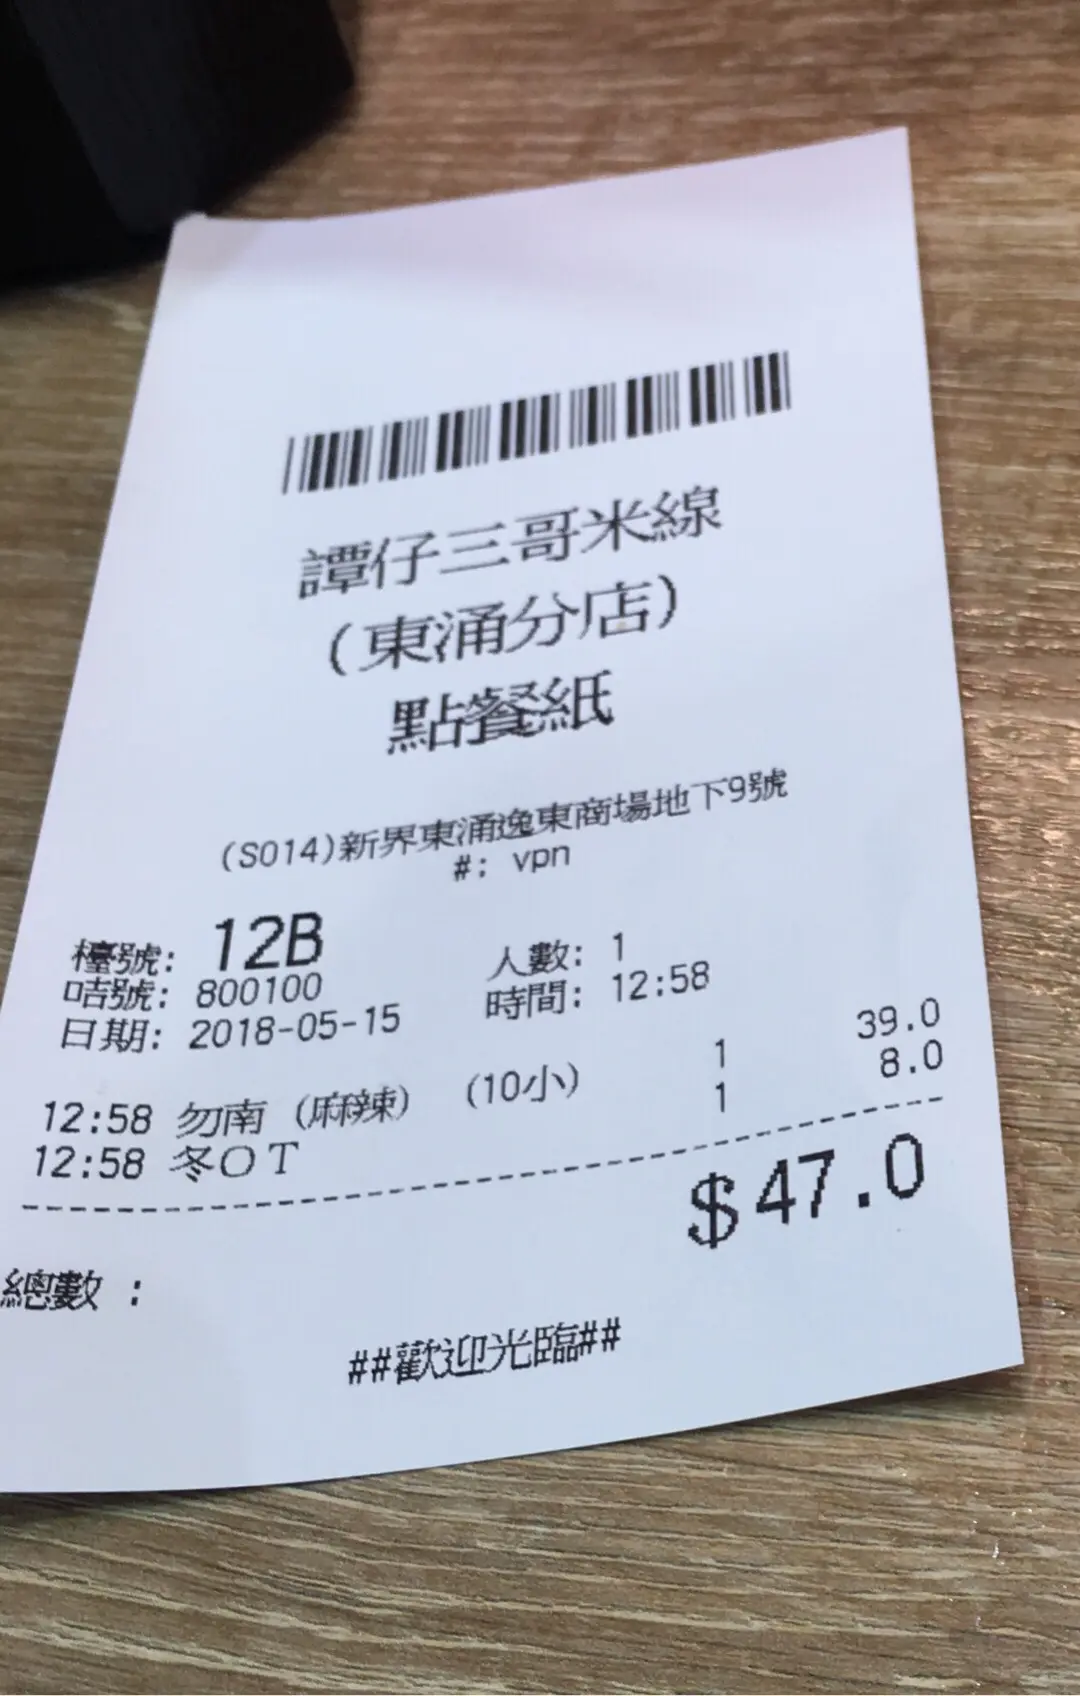 譚仔三哥米線
(東涌分店)
點餐紙
(S014)新界東涌逸東商場地下9號
#: vpn
檯號: 12B 人數: 1
咭號: 800100 時間: 12:58
日期: 2018-05-15
12:58 勿南 (麻辣) (10小) 1 39.0
12:58 冬OT 1 8.0
總數 : $47.0
##歡迎光臨##